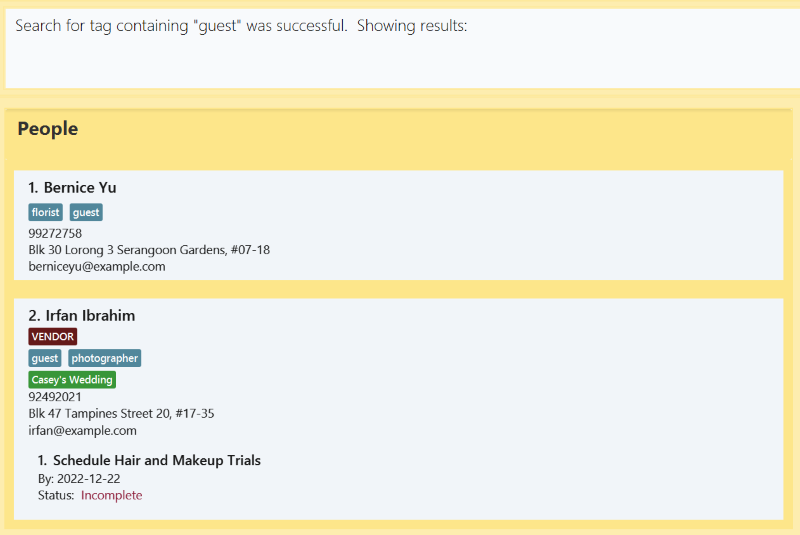 Search for tag containing "guest" was successful.  Showing results:
People
1. Bernice Yu
florist guest
99272758
Blk 30 Lorong 3 Serangoon Gardens, #07-18
berniceyu@example.com
2. Irfan Ibrahim
VENDOR
guest photographer
Casey's Wedding
92492021
Blk 47 Tampines Street 20, #17-35
irfan@example.com
1. Schedule Hair and Makeup Trials
By: 2022-12-22
Status: Incomplete